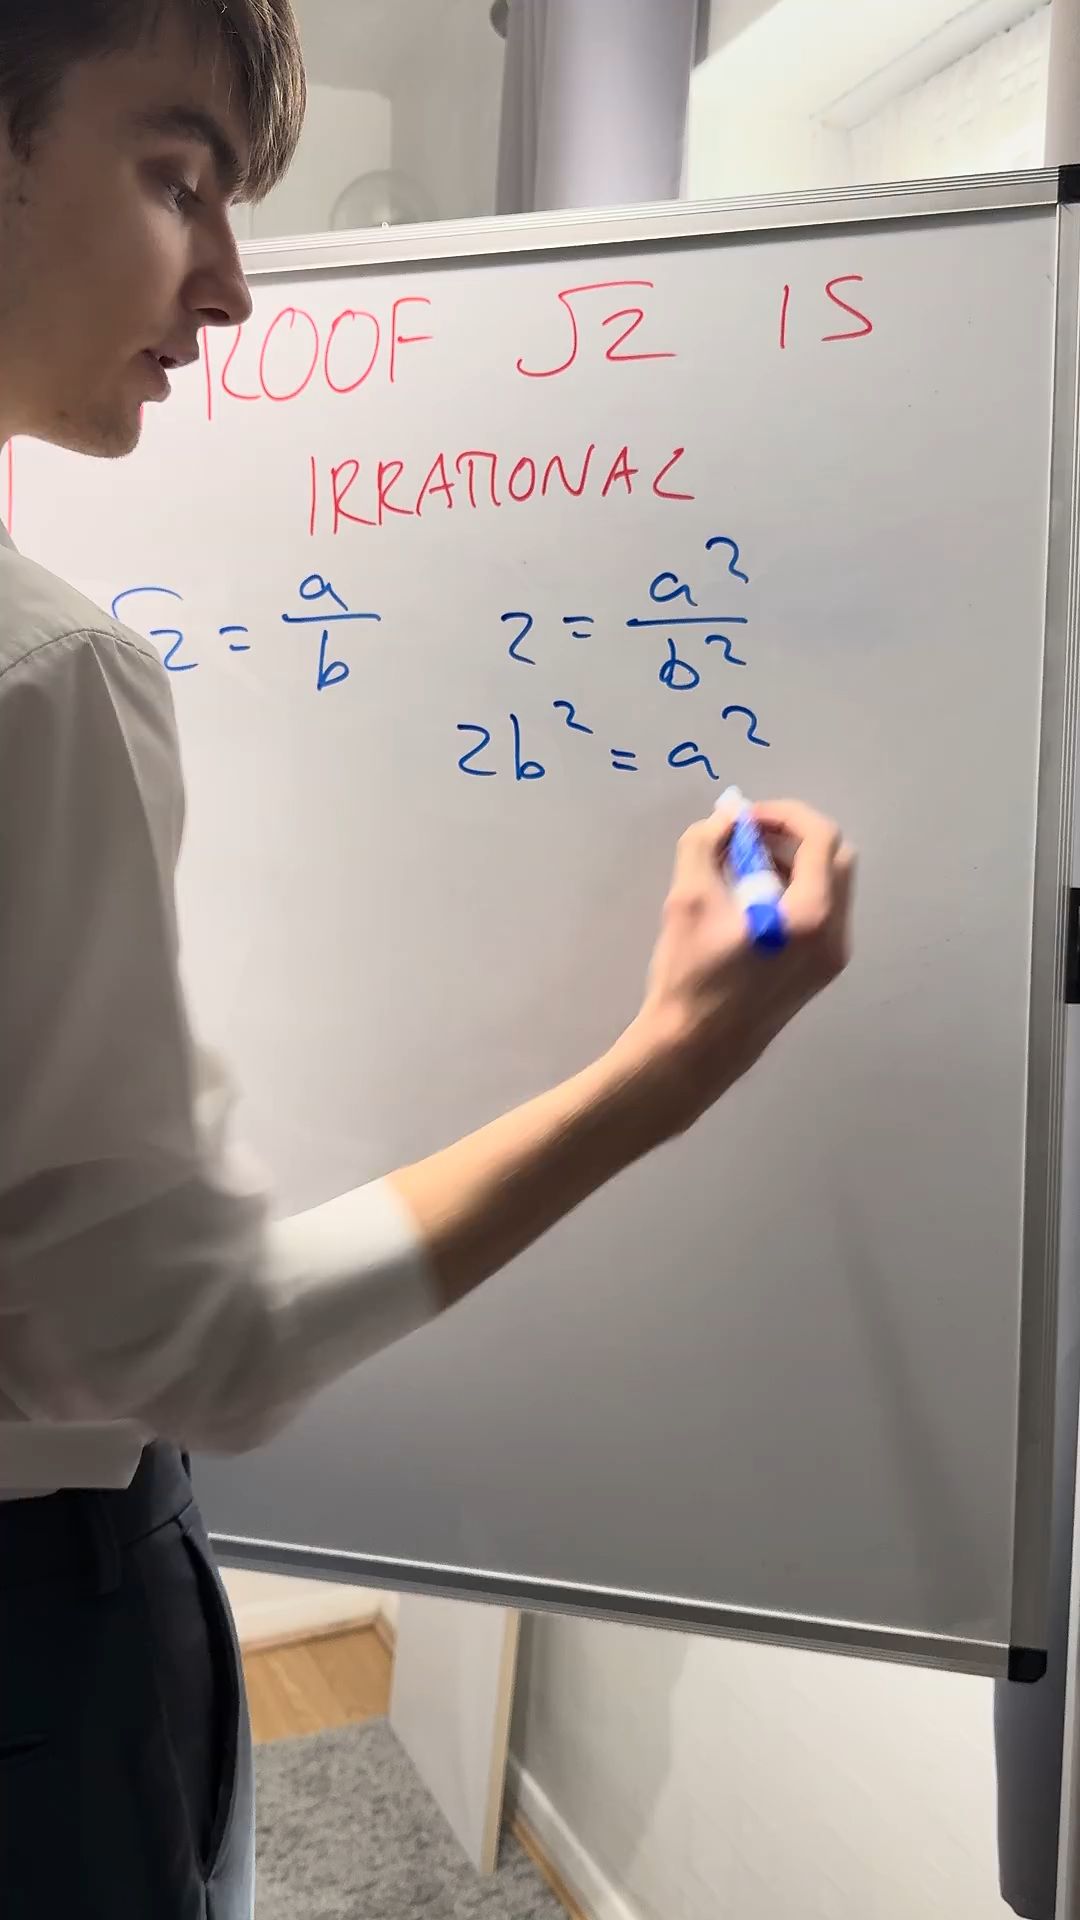 ROOF √2 IS
IRRATIONAL
√2 = a/b 2 = a²/b²
2b² = a²